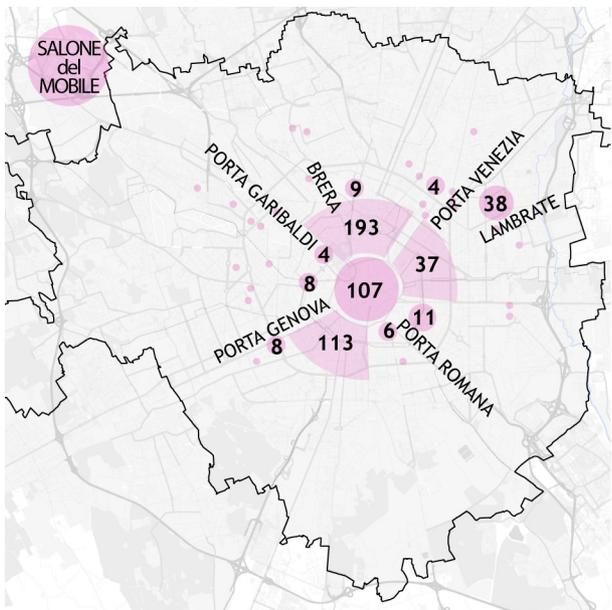 SALONE
del
MOBILE
PORTA GARIBALDI
BRERA
9
4
PORTA VENEZIA
38
LAMBRATE
193
4
37
8
107
PORTA GENOVA
8
113
6
11
PORTA ROMANA